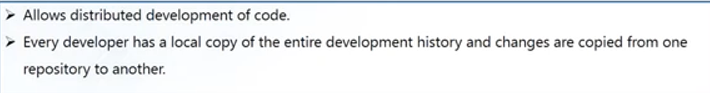 ➢ Allows distributed development of code.
➢ Every developer has a local copy of the entire development history and changes are copied from one
repository to another.